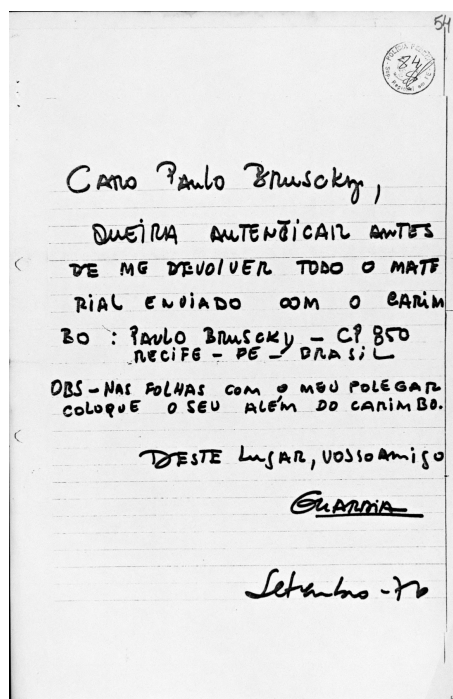 54
84
Caro Paulo Bruscky,
QUEIRA AUTENTICAR ANTES
DE ME DEVOLVER TODO O MATE
RIAL ENVIADO COM O CARIM
BO : PAULO BRUSCKY – CP. 850
RECIFE – PE – BRASIL
OBS – NAS FOLHAS COM O MEU POLEGAR
COLOQUE O SEU ALÉM DO CARIMBO.
DESTE LUGAR, VOSSO AMIGO
Setembro - 76